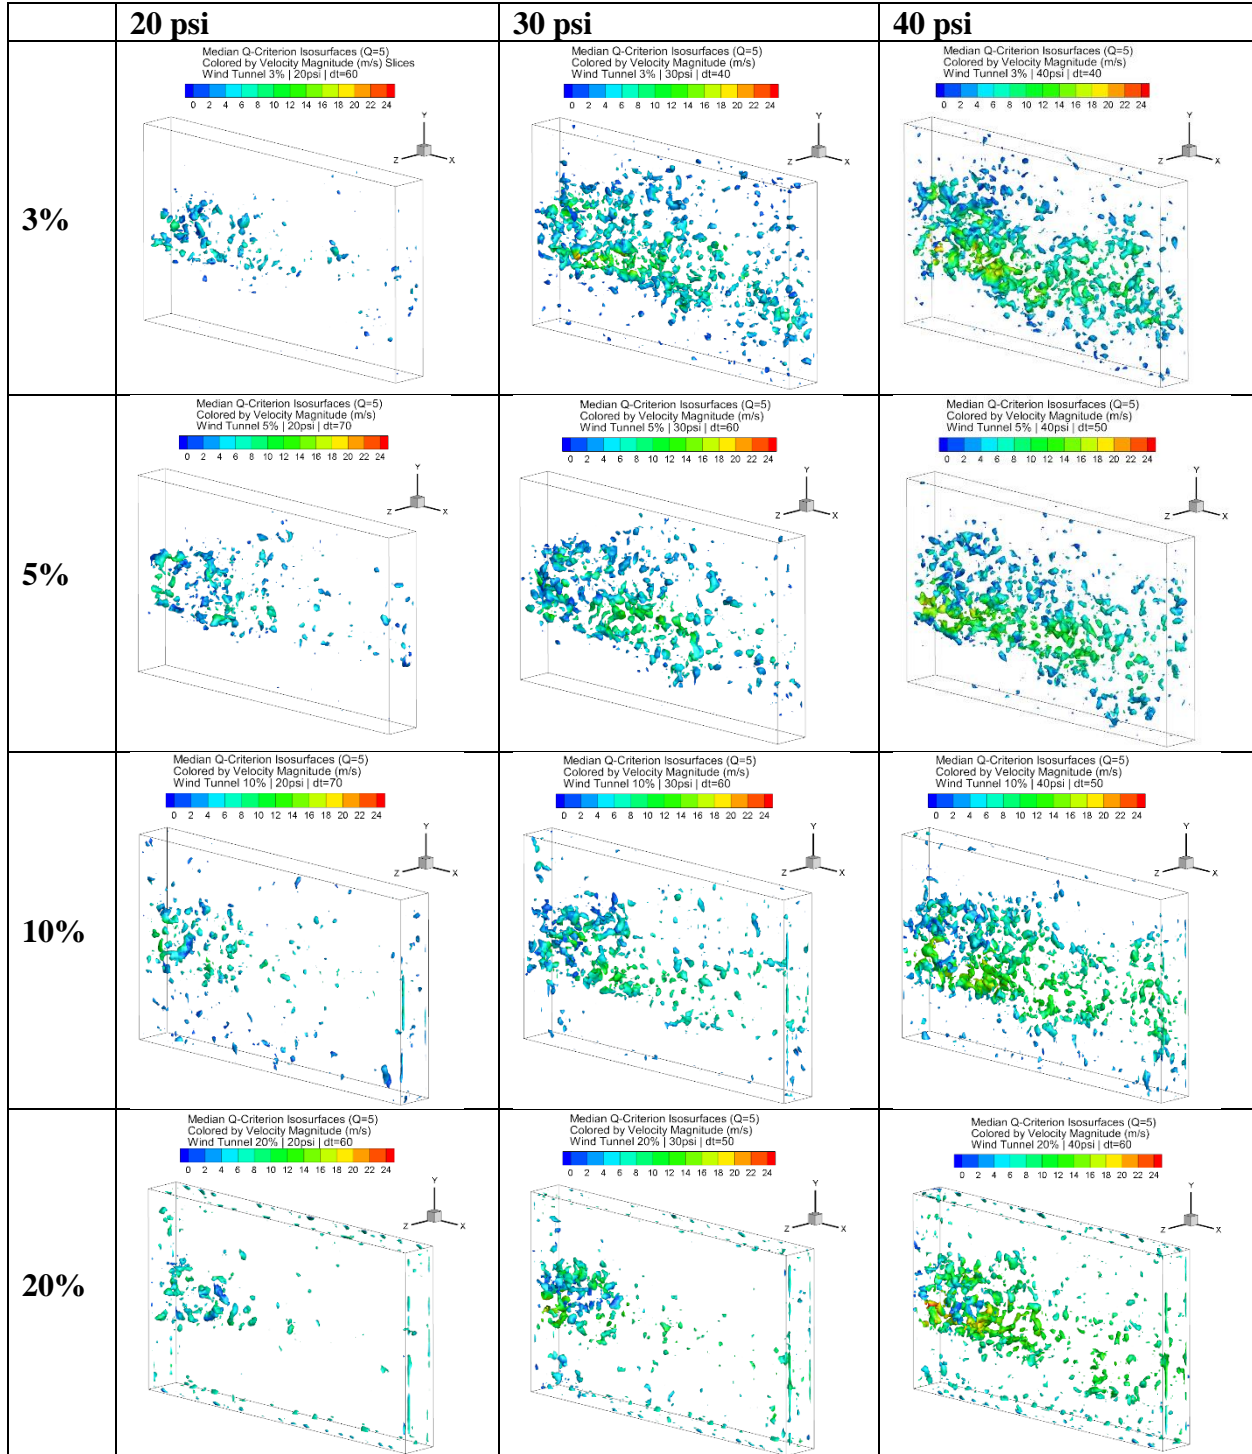 20 psi
30 psi
40 psi
3%
Median Q-Criterion Isosurfaces (Q=5)
Colored by Velocity Magnitude (m/s) Slices
Wind Tunnel 3% | 20psi | dt=60
0 2 4 6 8 10 12 14 16 18 20 22 24
Y
Z
X
Median Q-Criterion Isosurfaces (Q=5)
Colored by Velocity Magnitude (m/s)
Wind Tunnel 3% | 30psi | dt=40
0 2 4 6 8 10 12 14 16 18 20 22 24
Y
Z
X
Median Q-Criterion Isosurfaces (Q=5)
Colored by Velocity Magnitude (m/s)
Wind Tunnel 3% | 40psi | dt=40
0 2 4 6 8 10 12 14 16 18 20 22 24
Y
Z
X
5%
Median Q-Criterion Isosurfaces (Q=5)
Colored by Velocity Magnitude (m/s)
Wind Tunnel 5% | 20psi | dt=70
0 2 4 6 8 10 12 14 16 18 20 22 24
Y
Z
X
Median Q-Criterion Isosurfaces (Q=5)
Colored by Velocity Magnitude (m/s)
Wind Tunnel 5% | 30psi | dt=60
0 2 4 6 8 10 12 14 16 18 20 22 24
Y
Z
X
Median Q-Criterion Isosurfaces (Q=5)
Colored by Velocity Magnitude (m/s)
Wind Tunnel 5% | 40psi | dt=50
0 2 4 6 8 10 12 14 16 18 20 22 24
Y
Z
X
10%
Median Q-Criterion Isosurfaces (Q=5)
Colored by Velocity Magnitude (m/s)
Wind Tunnel 10% | 20psi | dt=70
0 2 4 6 8 10 12 14 16 18 20 22 24
Y
Z
X
Median Q-Criterion Isosurfaces (Q=5)
Colored by Velocity Magnitude (m/s)
Wind Tunnel 10% | 30psi | dt=60
0 2 4 6 8 10 12 14 16 18 20 22 24
Y
Z
X
Median Q-Criterion Isosurfaces (Q=5)
Colored by Velocity Magnitude (m/s)
Wind Tunnel 10% | 40psi | dt=50
0 2 4 6 8 10 12 14 16 18 20 22 24
Y
Z
X
20%
Median Q-Criterion Isosurfaces (Q=5)
Colored by Velocity Magnitude (m/s)
Wind Tunnel 20% | 20psi | dt=60
0 2 4 6 8 10 12 14 16 18 20 22 24
Y
Z
X
Median Q-Criterion Isosurfaces (Q=5)
Colored by Velocity Magnitude (m/s)
Wind Tunnel 20% | 30psi | dt=50
0 2 4 6 8 10 12 14 16 18 20 22 24
Y
Z
X
Median Q-Criterion Isosurfaces (Q=5)
Colored by Velocity Magnitude (m/s)
Wind Tunnel 20% | 40psi | dt=60
0 2 4 6 8 10 12 14 16 18 20 22 24
Y
Z
X